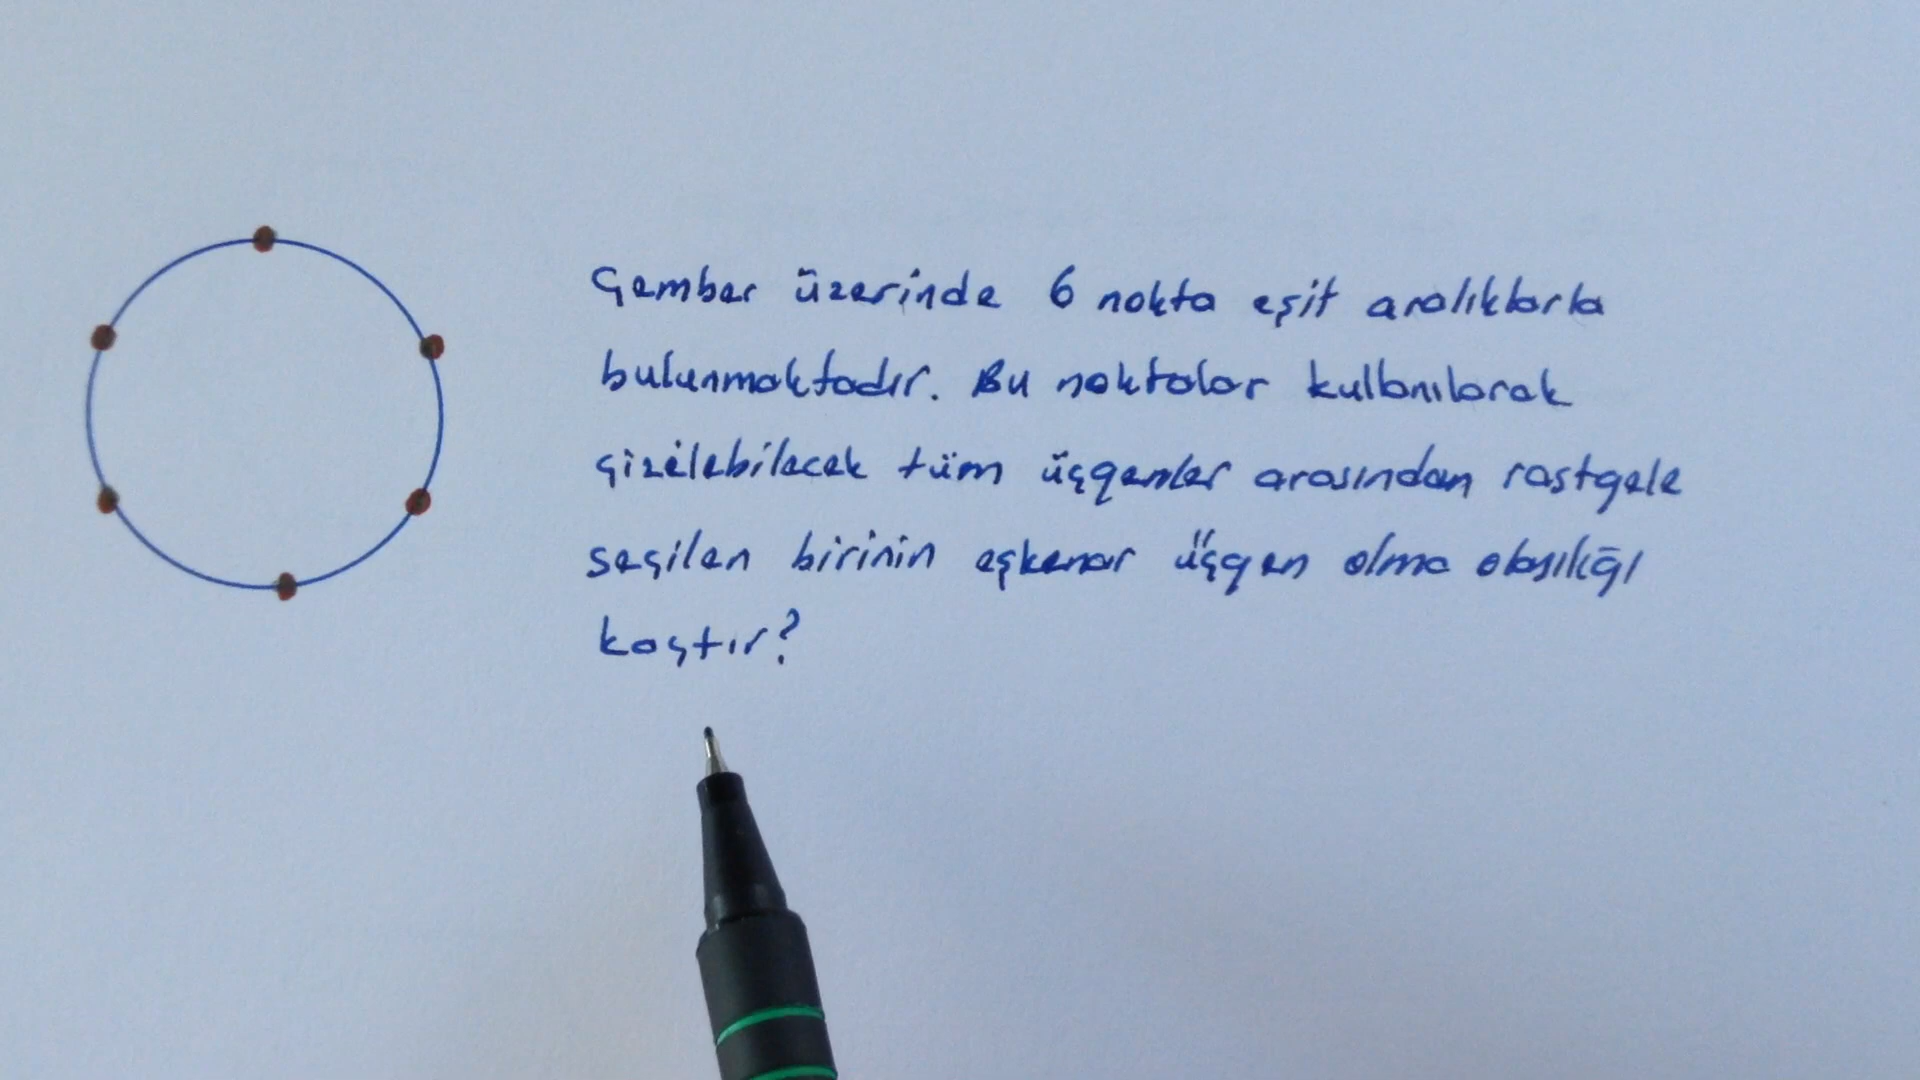 Çember üzerinde 6 nokta eşit aralıklarla
bulunmaktadır. Bu noktalar kullanılarak
çizilebilecek tüm üçgenler arasından rastgele
seçilen birinin eşkenar üçgen olma olasılığı
kaçtır?